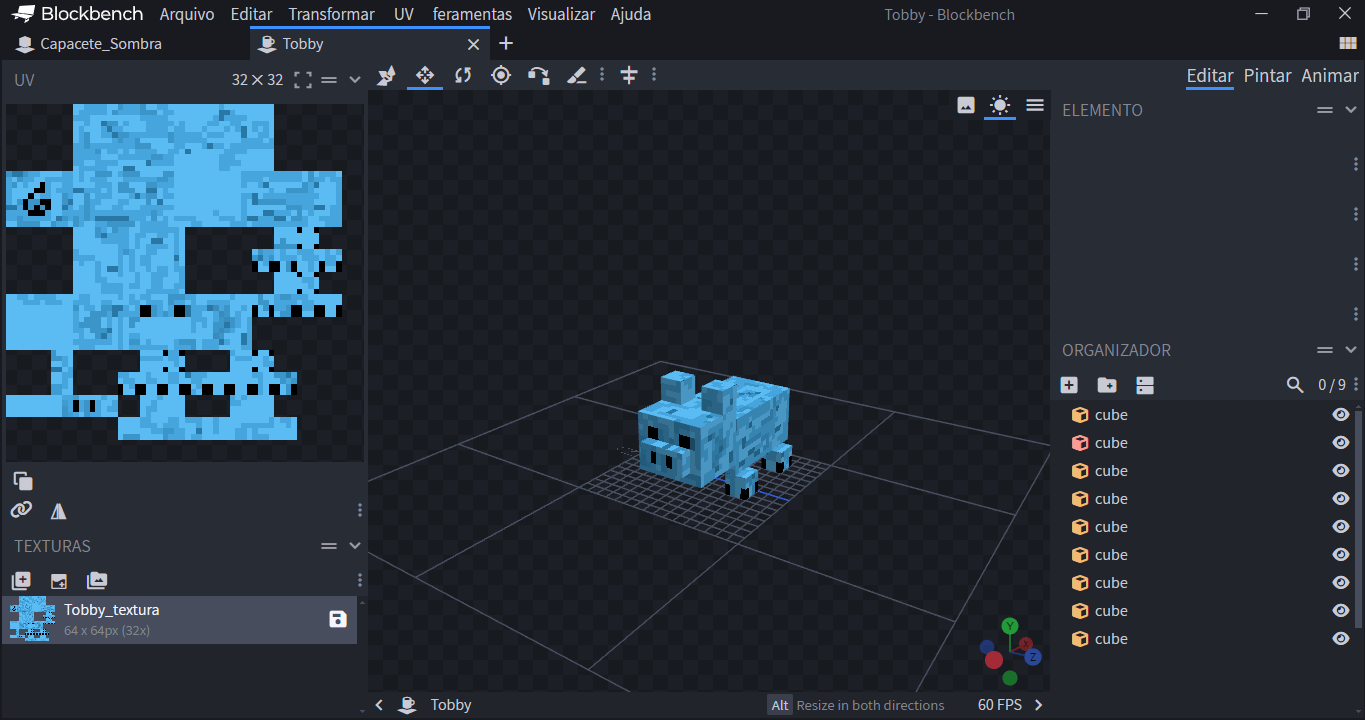 Blockbench Arquivo Editar Transformar UV feramentas Visualizar Ajuda Tobby - Blockbench
Capacete_Sombra Tobby
UV 32 × 32
Editar Pintar Animar
ELEMENTO
ORGANIZADOR
0 / 9
cube
cube
cube
cube
cube
cube
cube
cube
cube
TEXTURAS
Tobby_textura
64 x 64px (32x)
Y
X
Z
Tobby Alt Resize in both directions 60 FPS